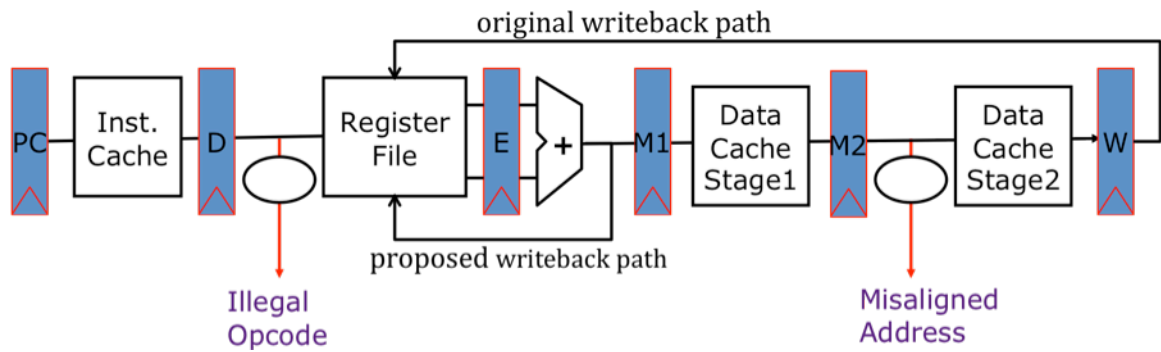 original writeback path
PC
Inst.
Cache
D
Register
File
E
+
M1
Data
Cache
Stage1
M2
Data
Cache
Stage2
W
proposed writeback path
Illegal
Opcode
Misaligned
Address